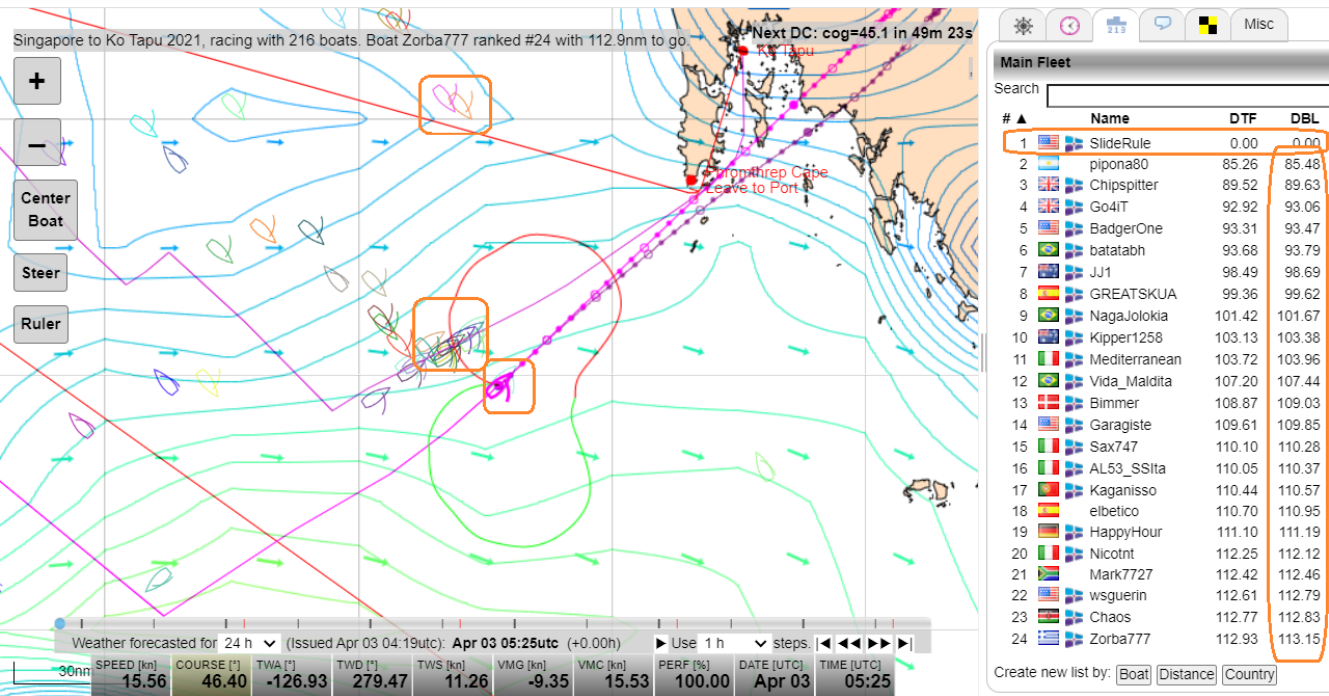 Singapore to Ko Tapu 2021, racing with 216 boats. Boat Zorba777 ranked #24 with 112.9nm to go.
Next DC: cog=45.1 in 49m 23s
Ko Tapu
+
−
Center Boat
Steer
Ruler
Phromthrep Cape
Leave to Port
Weather forecasted for 24 h (Issued Apr 03 04:19utc): Apr 03 05:25utc (+0.00h)
Use 1 h steps.
30nm
SPEED [kn] COURSE [°] TWA [°] TWD [°] TWS [kn] VMG [kn] VMC [kn] PERF [%] DATE [UTC] TIME [UTC]
15.56 46.40 -126.93 279.47 11.26 -9.35 15.53 100.00 Apr 03 05:25
213
Misc
Main Fleet
Search
# ▲ Name DTF DBL
1 SlideRule 0.00 0.00
2 pipona80 85.26 85.48
3 Chipspitter 89.52 89.63
4 Go4iT 92.92 93.06
5 BadgerOne 93.31 93.47
6 batatabh 93.68 93.79
7 JJ1 98.49 98.69
8 GREATSKUA 99.36 99.62
9 NagaJolokia 101.42 101.67
10 Kipper1258 103.13 103.38
11 Mediteranean 103.72 103.96
12 Vida_Maldita 107.20 107.44
13 Bimmer 108.87 109.03
14 Garagiste 109.61 109.85
15 Sax747 110.10 110.28
16 AL53_SSIta 110.05 110.37
17 Kaganisso 110.44 110.57
18 elbetico 110.70 110.95
19 HappyHour 111.10 111.19
20 Nicotnt 112.25 112.12
21 Mark7727 112.42 112.46
22 wsguerin 112.61 112.79
23 Chaos 112.77 112.83
24 Zorba777 112.93 113.15
Create new list by: Boat Distance Country